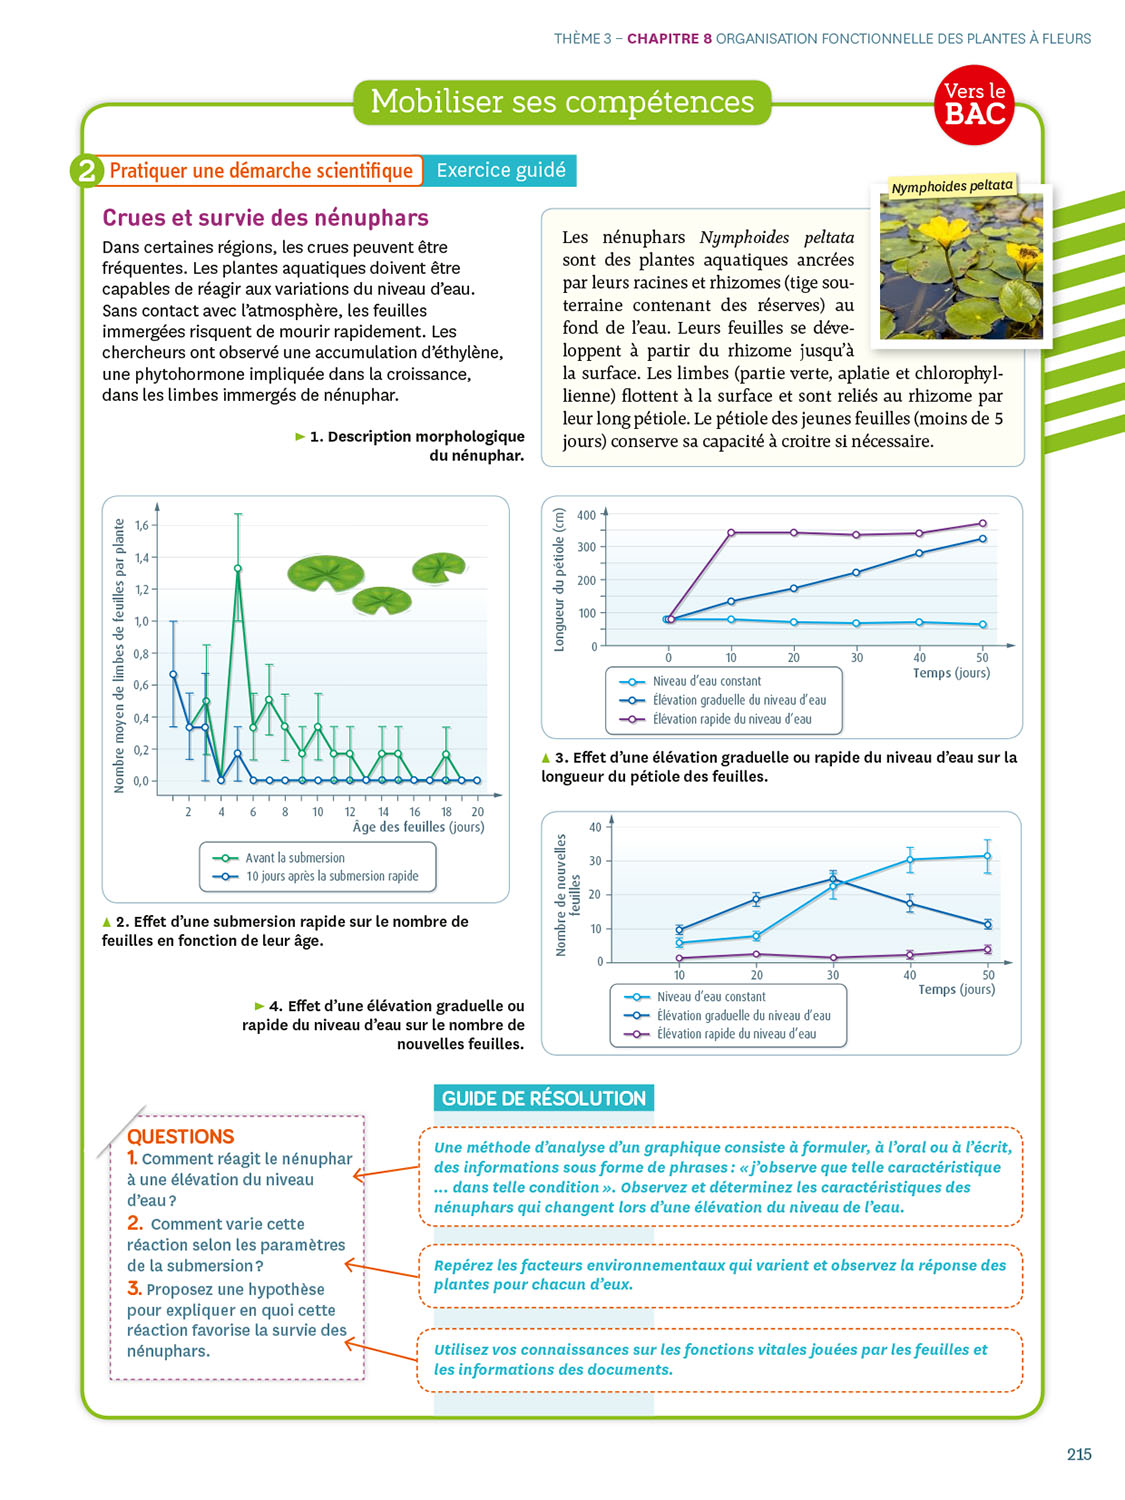 THÈME 3 – CHAPITRE 8 ORGANISATION FONCTIONNELLE DES PLANTES À FLEURS
Mobiliser ses compétences
Vers le
BAC
2 Pratiquer une démarche scientifique Exercice guidé
Crues et survie des nénuphars
Dans certaines régions, les crues peuvent être
fréquentes. Les plantes aquatiques doivent être
capables de réagir aux variations du niveau d'eau.
Sans contact avec l'atmosphère, les feuilles
immergées risquent de mourir rapidement. Les
chercheurs ont observé une accumulation d'éthylène,
une phytohormone impliquée dans la croissance,
dans les limbes immergés de nénuphar.
► 1. Description morphologique
du nénuphar.
Nymphoides peltata
Les nénuphars Nymphoides peltata
sont des plantes aquatiques ancrées
par leurs racines et rhizomes (tige sou-
terraine contenant des réserves) au
fond de l'eau. Leurs feuilles se déve-
loppent à partir du rhizome jusqu'à
la surface. Les limbes (partie verte, aplatie et chlorophyl-
lienne) flottent à la surface et sont reliés au rhizome par
leur long pétiole. Le pétiole des jeunes feuilles (moins de 5
jours) conserve sa capacité à croitre si nécessaire.
Nombre moyen de limbes de feuilles par plante
1,6
1,4
1,2
1,0
0,8
0,6
0,4
0,2
0,0
2 4 6 8 10 12 14 16 18 20
Âge des feuilles (jours)
Avant la submersion
10 jours après la submersion rapide
▲ 2. Effet d'une submersion rapide sur le nombre de
feuilles en fonction de leur âge.
Longueur du pétiole (cm)
400
300
200
100
0
0 10 20 30 40 50
Temps (jours)
Niveau d'eau constant
Élévation graduelle du niveau d'eau
Élévation rapide du niveau d'eau
▲ 3. Effet d'une élévation graduelle ou rapide du niveau d'eau sur la
longueur du pétiole des feuilles.
Nombre de nouvelles
feuilles
40
30
20
10
0
10 20 30 40 50
Temps (jours)
Niveau d'eau constant
Élévation graduelle du niveau d'eau
Élévation rapide du niveau d'eau
► 4. Effet d'une élévation graduelle ou
rapide du niveau d'eau sur le nombre de
nouvelles feuilles.
QUESTIONS
1. Comment réagit le nénuphar
à une élévation du niveau
d'eau ?
2. Comment varie cette
réaction selon les paramètres
de la submersion ?
3. Proposez une hypothèse
pour expliquer en quoi cette
réaction favorise la survie des
nénuphars.
GUIDE DE RÉSOLUTION
Une méthode d'analyse d'un graphique consiste à formuler, à l'oral ou à l'écrit,
des informations sous forme de phrases : « j'observe que telle caractéristique
... dans telle condition ». Observez et déterminez les caractéristiques des
nénuphars qui changent lors d'une élévation du niveau de l'eau.
Repérez les facteurs environnementaux qui varient et observez la réponse des
plantes pour chacun d'eux.
Utilisez vos connaissances sur les fonctions vitales jouées par les feuilles et
les informations des documents.
215